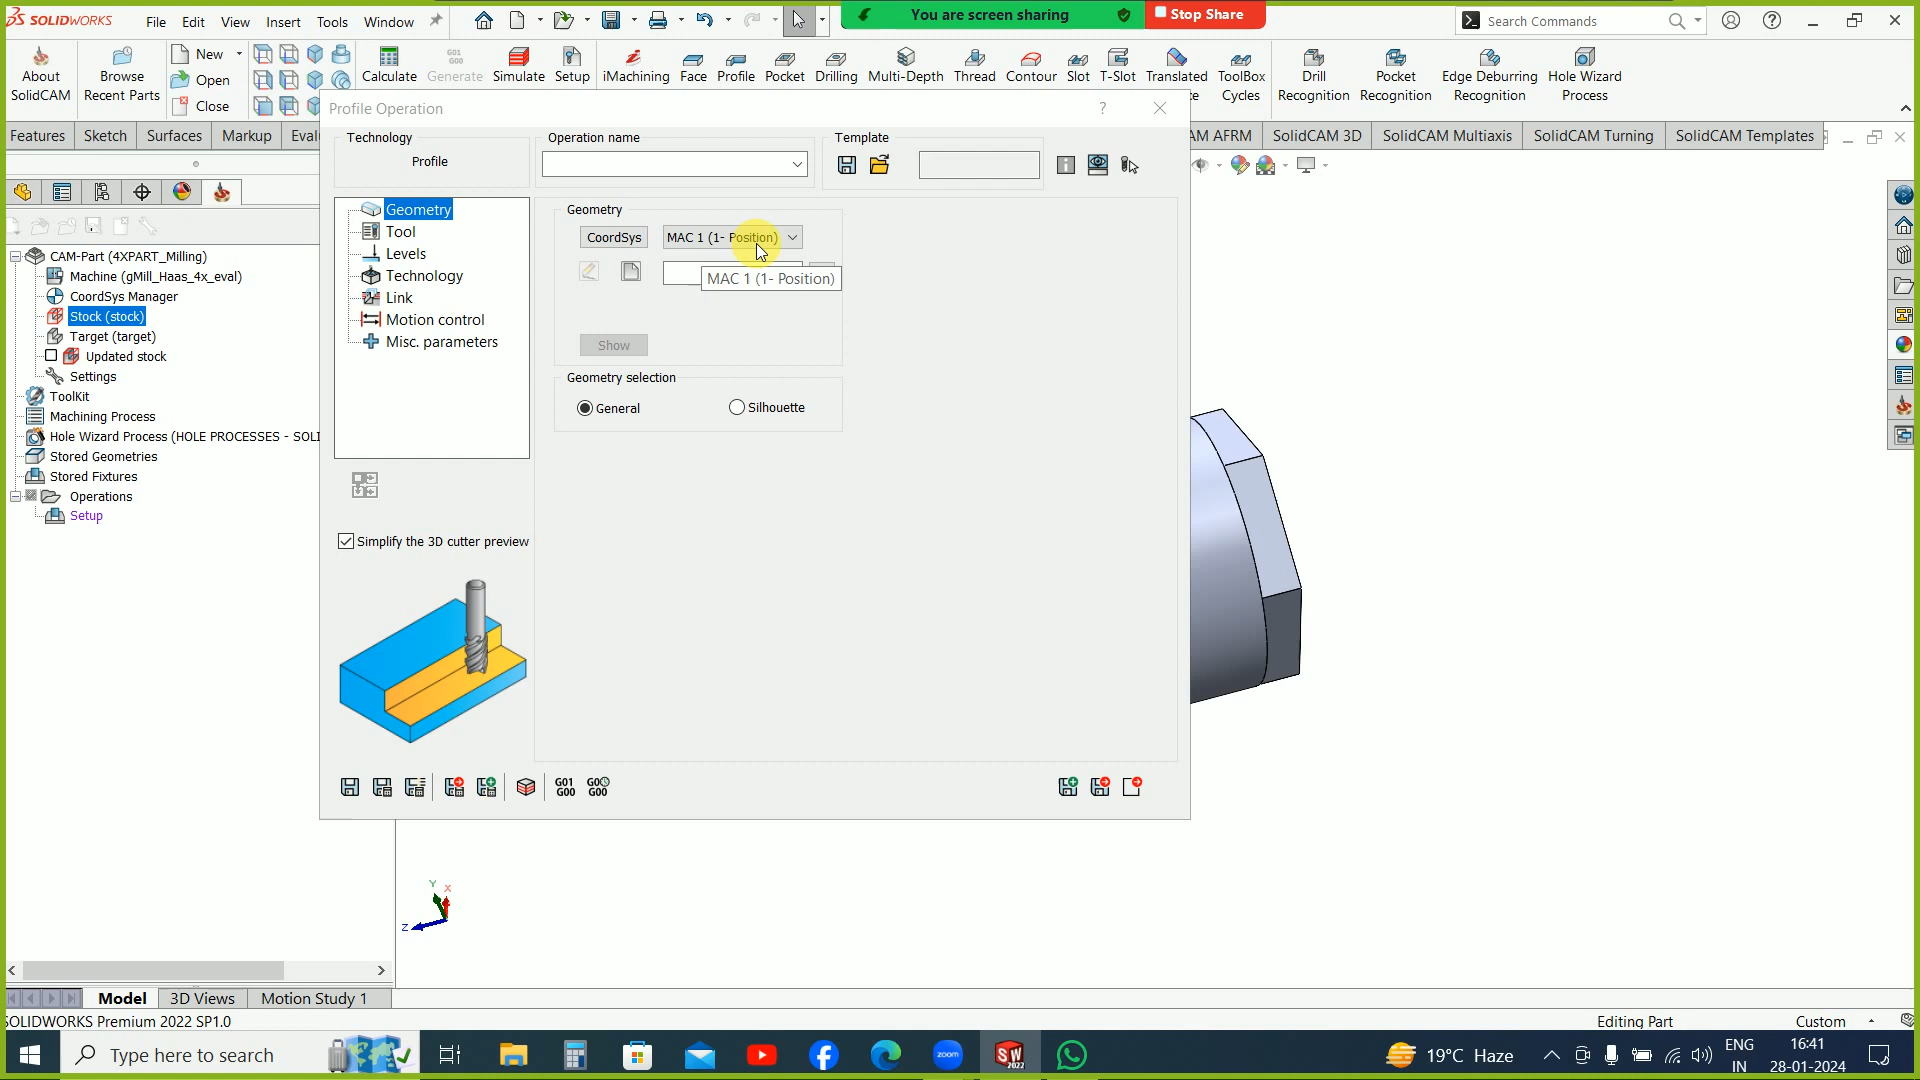 SOLIDWORKS File Edit View Insert Tools Window
You are screen sharing Stop Share
Search Commands
New Open Close
About SolidCAM
Browse Recent Parts
Calculate
G01 G00 Generate
Simulate
Setup
iMachining
Face
Profile
Pocket
Drilling
Multi-Depth
Thread
Contour
Slot
T-Slot
Translated
ToolBox Cycles
Drill Recognition
Pocket Recognition
Edge Deburring Recognition
Hole Wizard Process
Features Sketch Surfaces Markup Evalu
AM AFRM SolidCAM 3D SolidCAM Multiaxis SolidCAM Turning SolidCAM Templates
CAM-Part (4XPART_Milling)
Machine (gMill_Haas_4x_eval)
CoordSys Manager
Stock (stock)
Target (target)
Updated stock
Settings
ToolKit
Machining Process
Hole Wizard Process (HOLE PROCESSES - SOLI
Stored Geometries
Stored Fixtures
Operations
Setup
Profile Operation ?
Technology
Profile
Operation name
Template
Geometry
Tool
Levels
Technology
Link
Motion control
Misc. parameters
Simplify the 3D cutter preview
Geometry
CoordSys MAC 1 (1- Position)
MAC 1 (1- Position)
Show
Geometry selection
General Silhouette
G01 G00
Y X
Z
Model 3D Views Motion Study 1
SOLIDWORKS Premium 2022 SP1.0
Editing Part Custom
Type here to search
zoom
SW 2022
19°C Haze
ENG
IN
16:41
28-01-2024